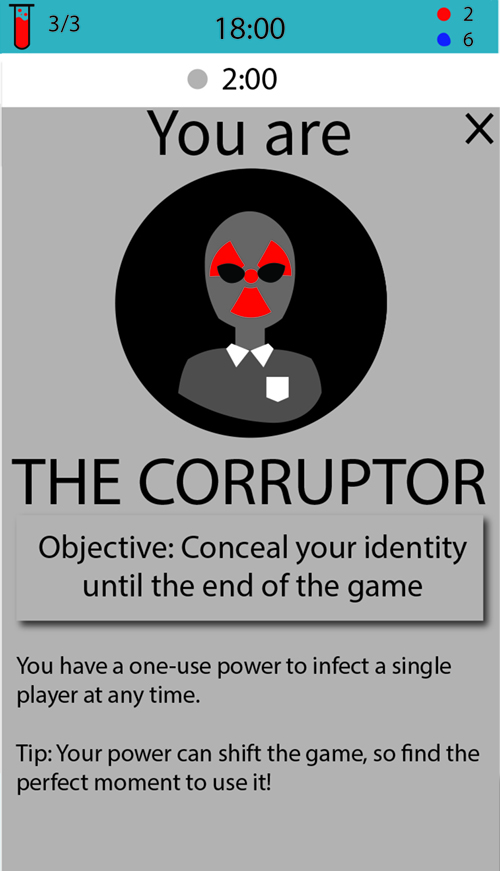 3/3
18:00
2
6
2:00
You are
THE CORRUPTOR
Objective: Conceal your identity
until the end of the game
You have a one-use power to infect a single
player at any time.
Tip: Your power can shift the game, so find the
perfect moment to use it!